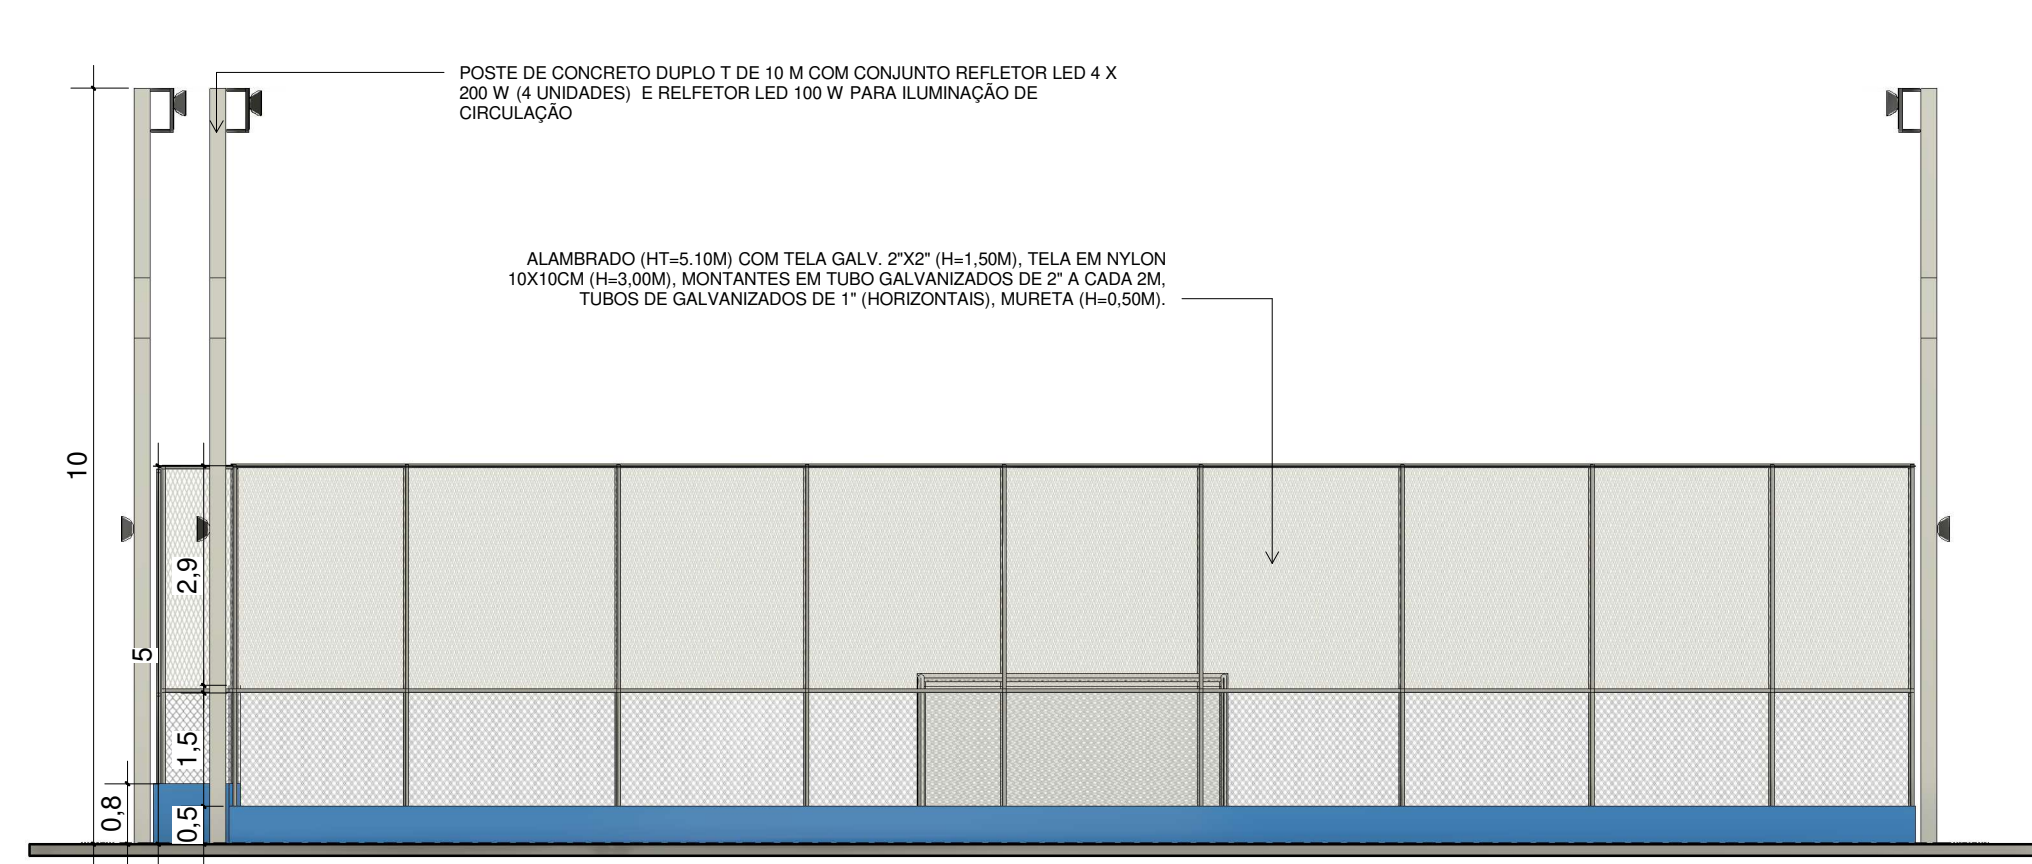 POSTE DE CONCRETO DUPLO T DE 10 M COM CONJUNTO REFLETOR LED 4 X
200 W (4 UNIDADES)  E RELFETOR LED 100 W PARA ILUMINAÇÃO DE
CIRCULAÇÃO
ALAMBRADO (HT=5.10M) COM TELA GALV. 2"X2" (H=1,50M), TELA EM NYLON
10X10CM (H=3,00M), MONTANTES EM TUBO GALVANIZADOS DE 2" A CADA 2M,
TUBOS DE GALVANIZADOS DE 1" (HORIZONTAIS), MURETA (H=0,50M).
10
2,9
5
1,5
0,8
0,5